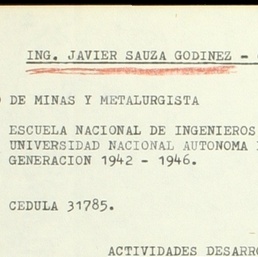 ING. JAVIER SAUZA GODINEZ -
DE MINAS Y METALURGISTA
ESCUELA NACIONAL DE INGENIEROS
UNIVERSIDAD NACIONAL AUTONOMA
GENERACION 1942 - 1946.
CEDULA 31785.
ACTIVIDADES